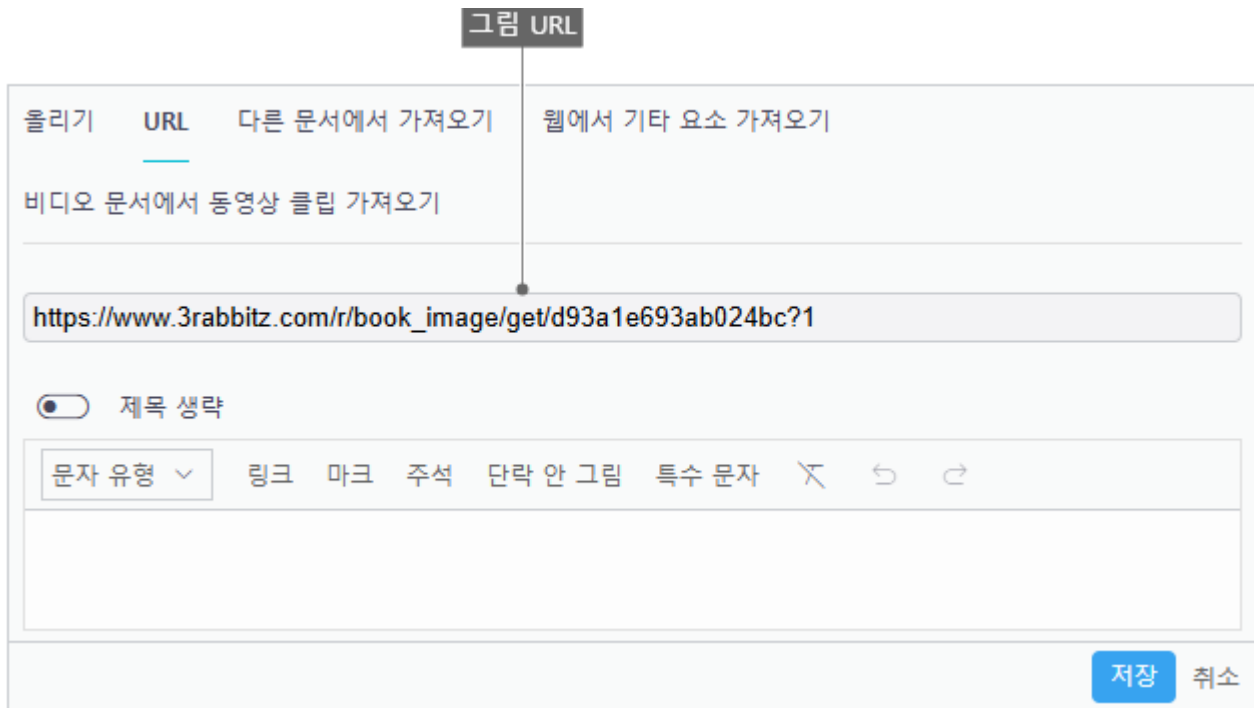 그림 URL
올리기 URL 다른 문서에서 가져오기 웹에서 기타 요소 가져오기
비디오 문서에서 동영상 클립 가져오기
https://www.3rabbitz.com/r/book_image/get/d93a1e693ab024bc?1
제목 생략
문자 유형 링크 마크 주석 단락 안 그림 특수 문자
저장 취소